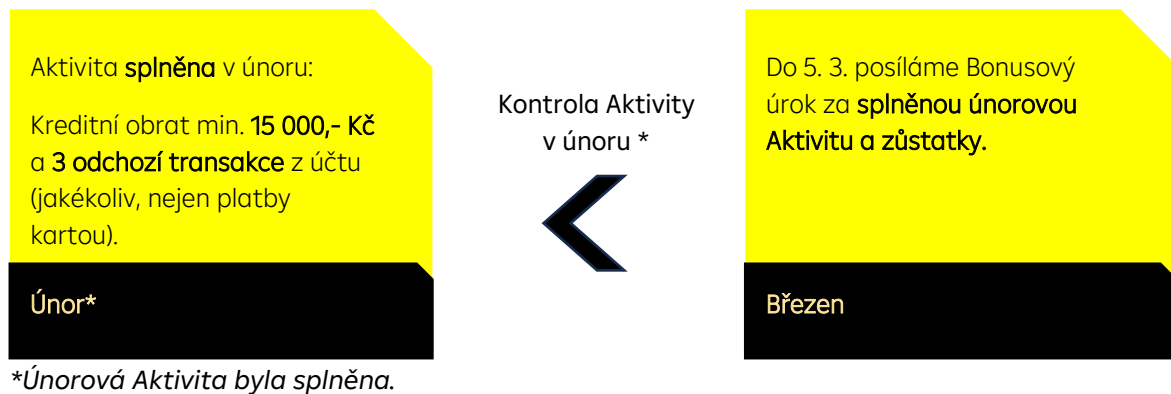 Aktivita splněna v únoru:
Kreditní obrat min. 15 000,- Kč
a 3 odchozí transakce z účtu
(jakékoliv, nejen platby
kartou).
Únor*
Kontrola Aktivity
v únoru *
Do 5. 3. posíláme Bonusový
úrok za splněnou únorovou
Aktivitu a zůstatky.
Březen
*Únorová Aktivita byla splněna.